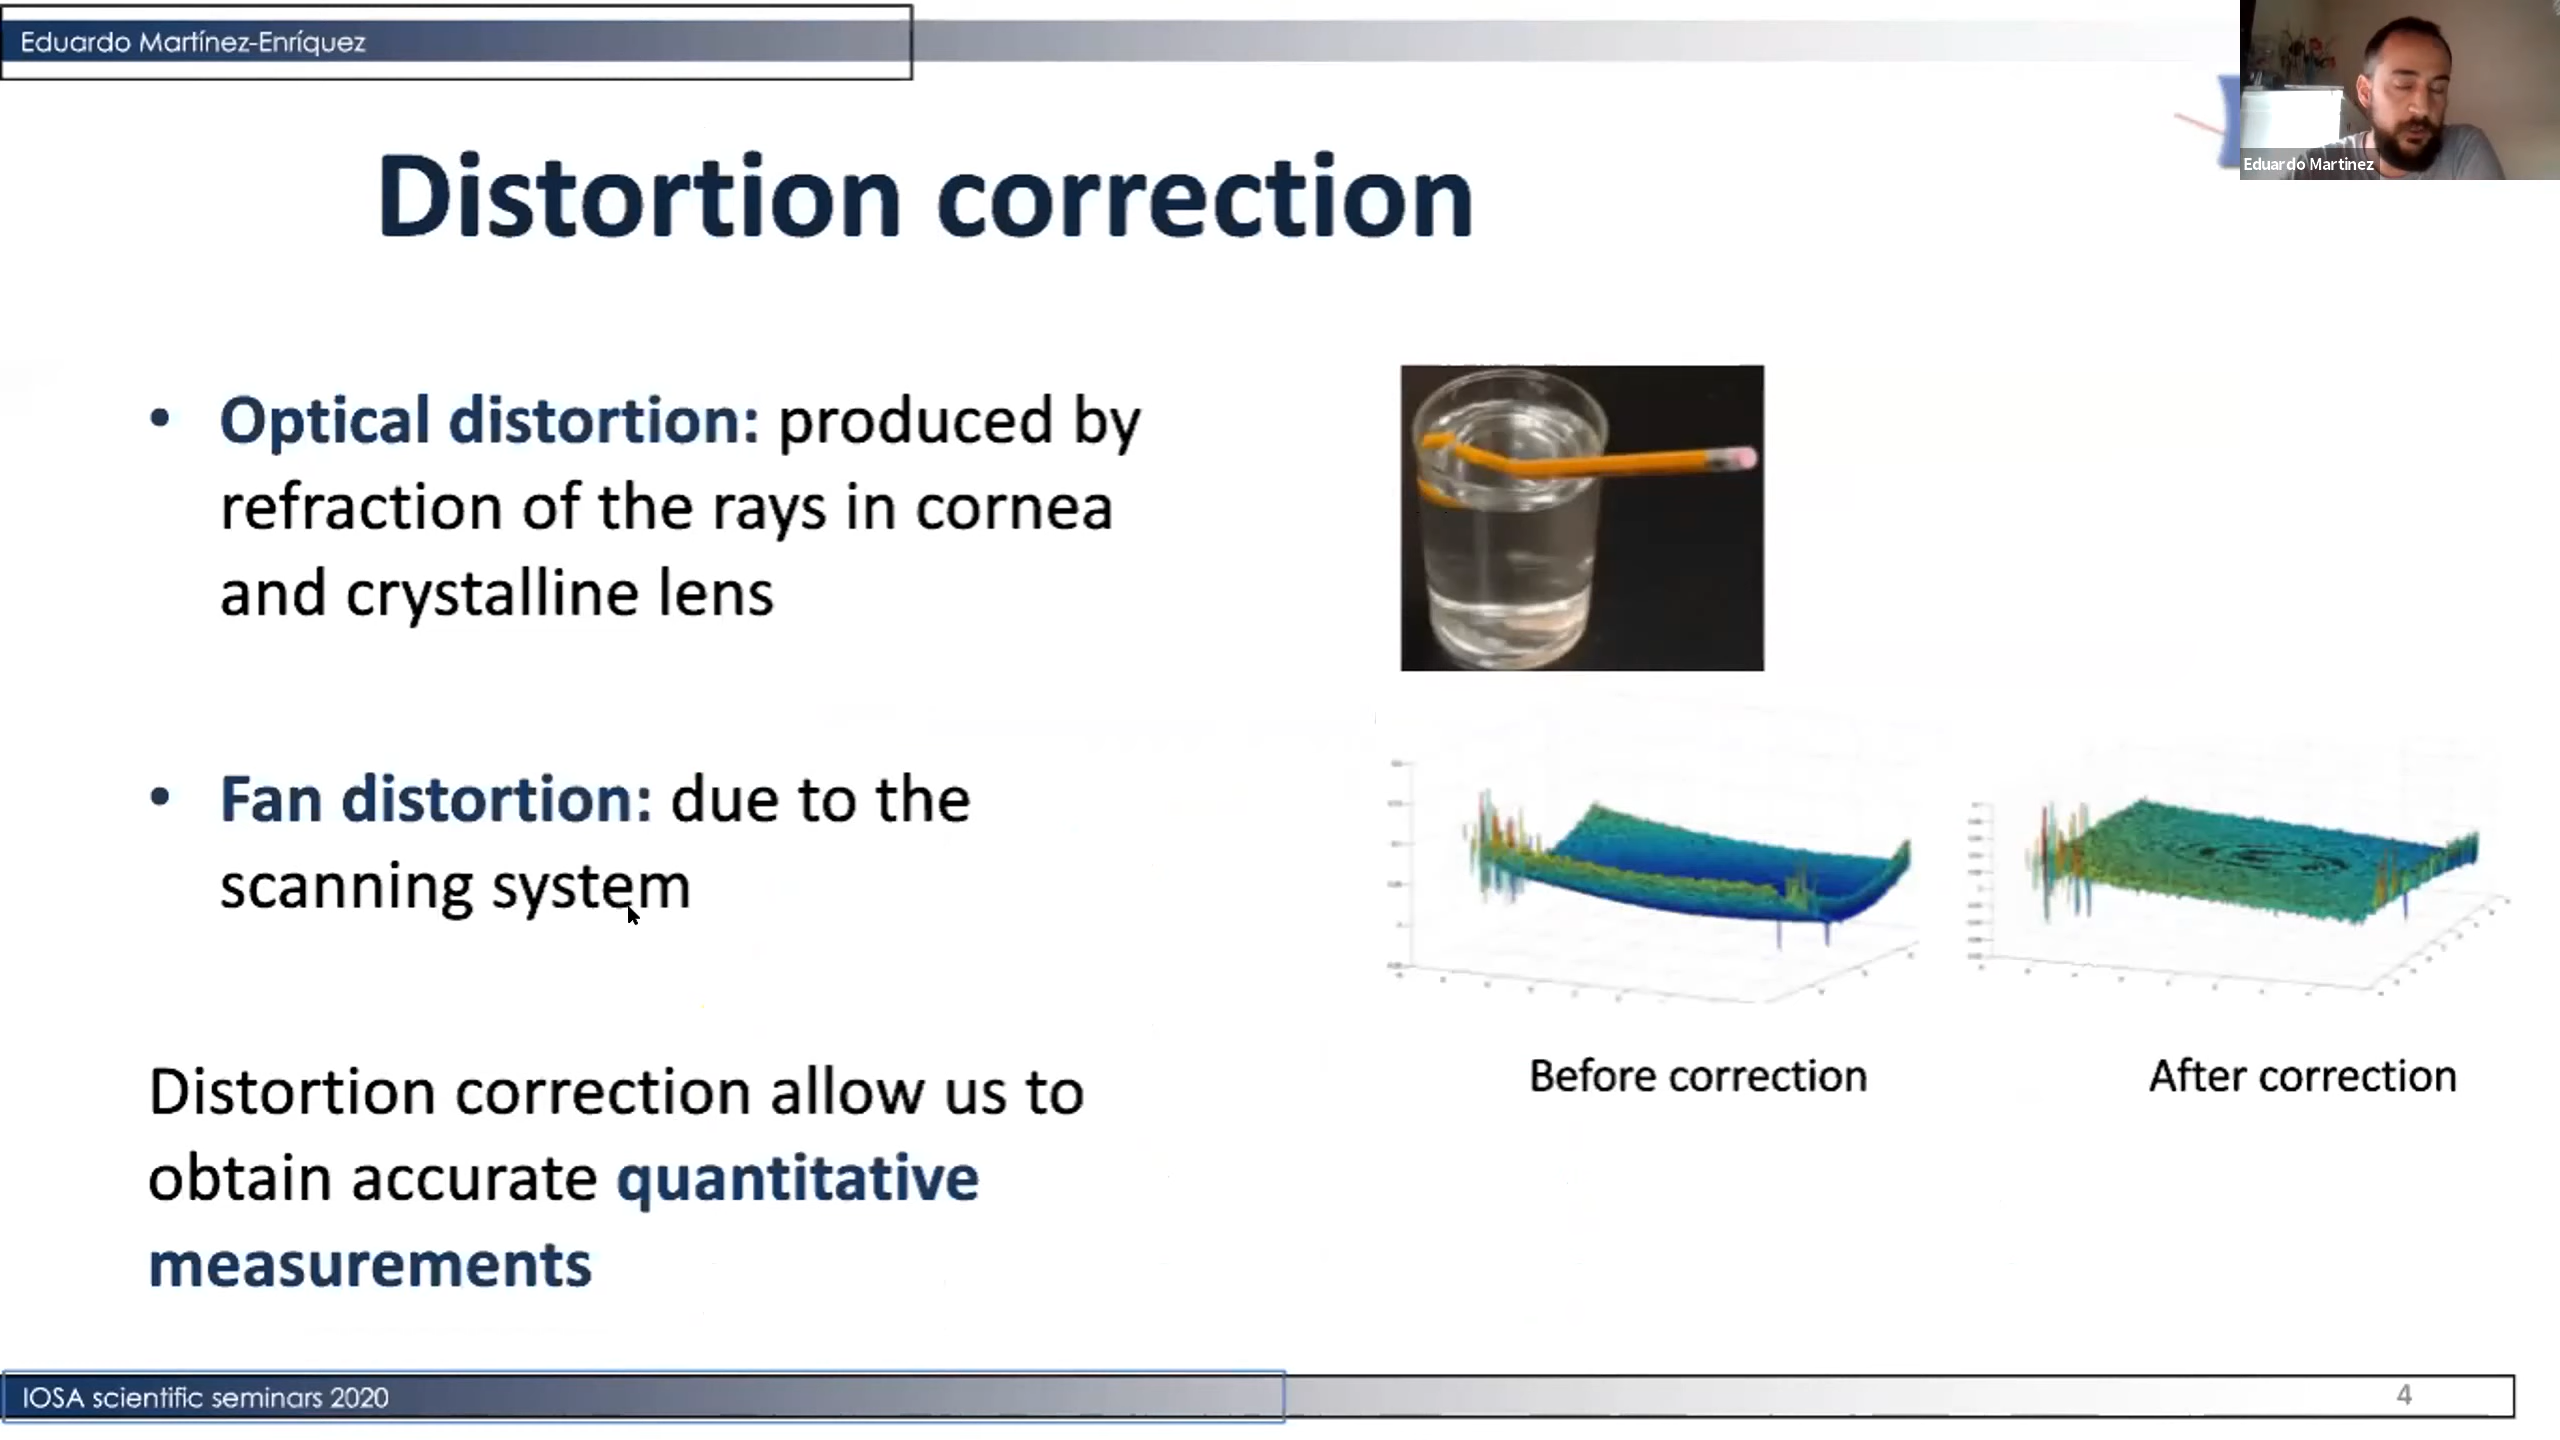 Eduardo Martínez-Enríquez
Eduardo Martinez
Distortion correction
• Optical distortion: produced by
refraction of the rays in cornea
and crystalline lens
• Fan distortion: due to the
scanning system
Before correction
After correction
Distortion correction allow us to
obtain accurate quantitative
measurements
IOSA scientific seminars 2020
4